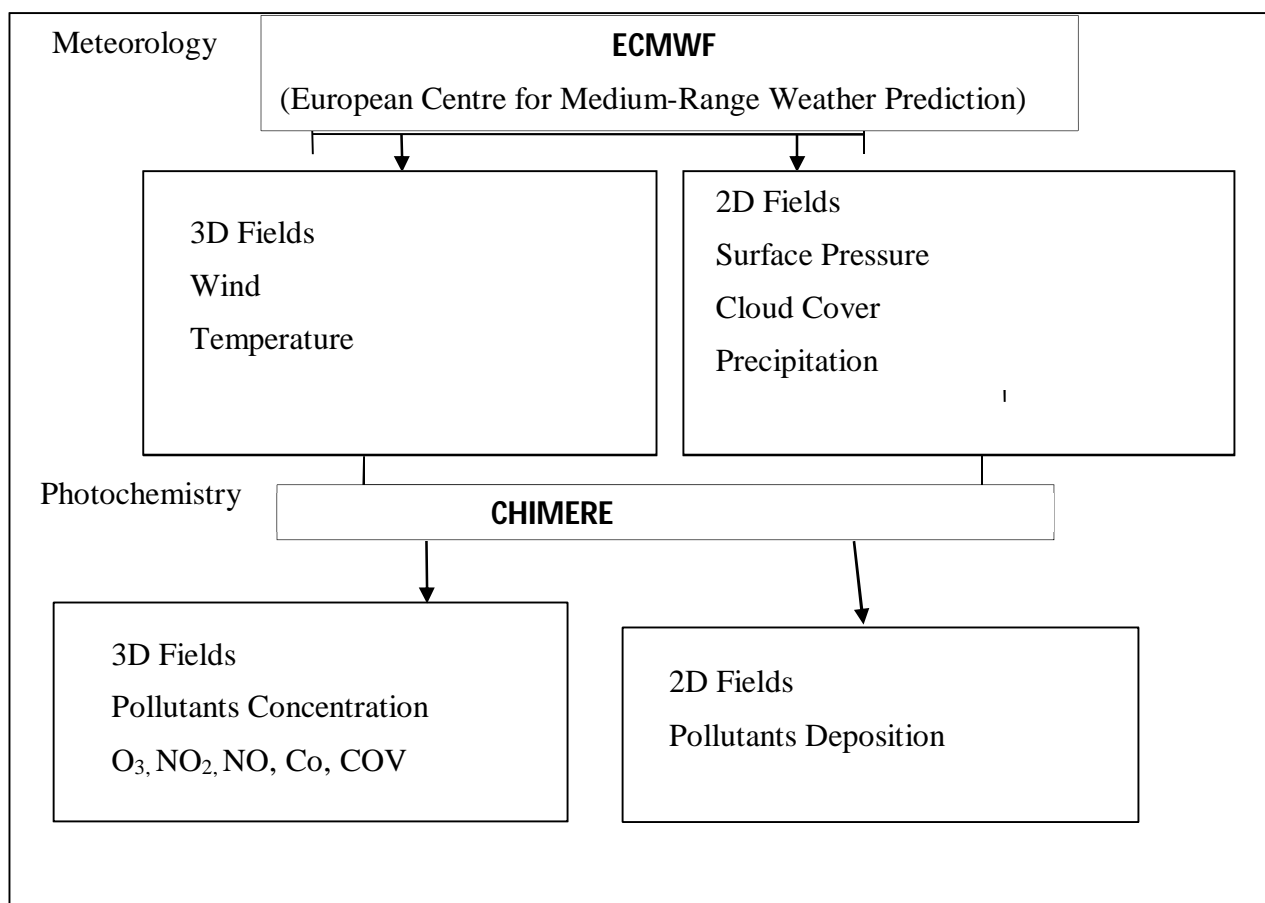 Meteorology
ECMWF
(European Centre for Medium-Range Weather Prediction)
3D Fields
Wind
Temperature
2D Fields
Surface Pressure
Cloud Cover
Precipitation
Photochemistry
CHIMERE
3D Fields
Pollutants Concentration
O₃, NO₂, NO, Co, COV
2D Fields
Pollutants Deposition